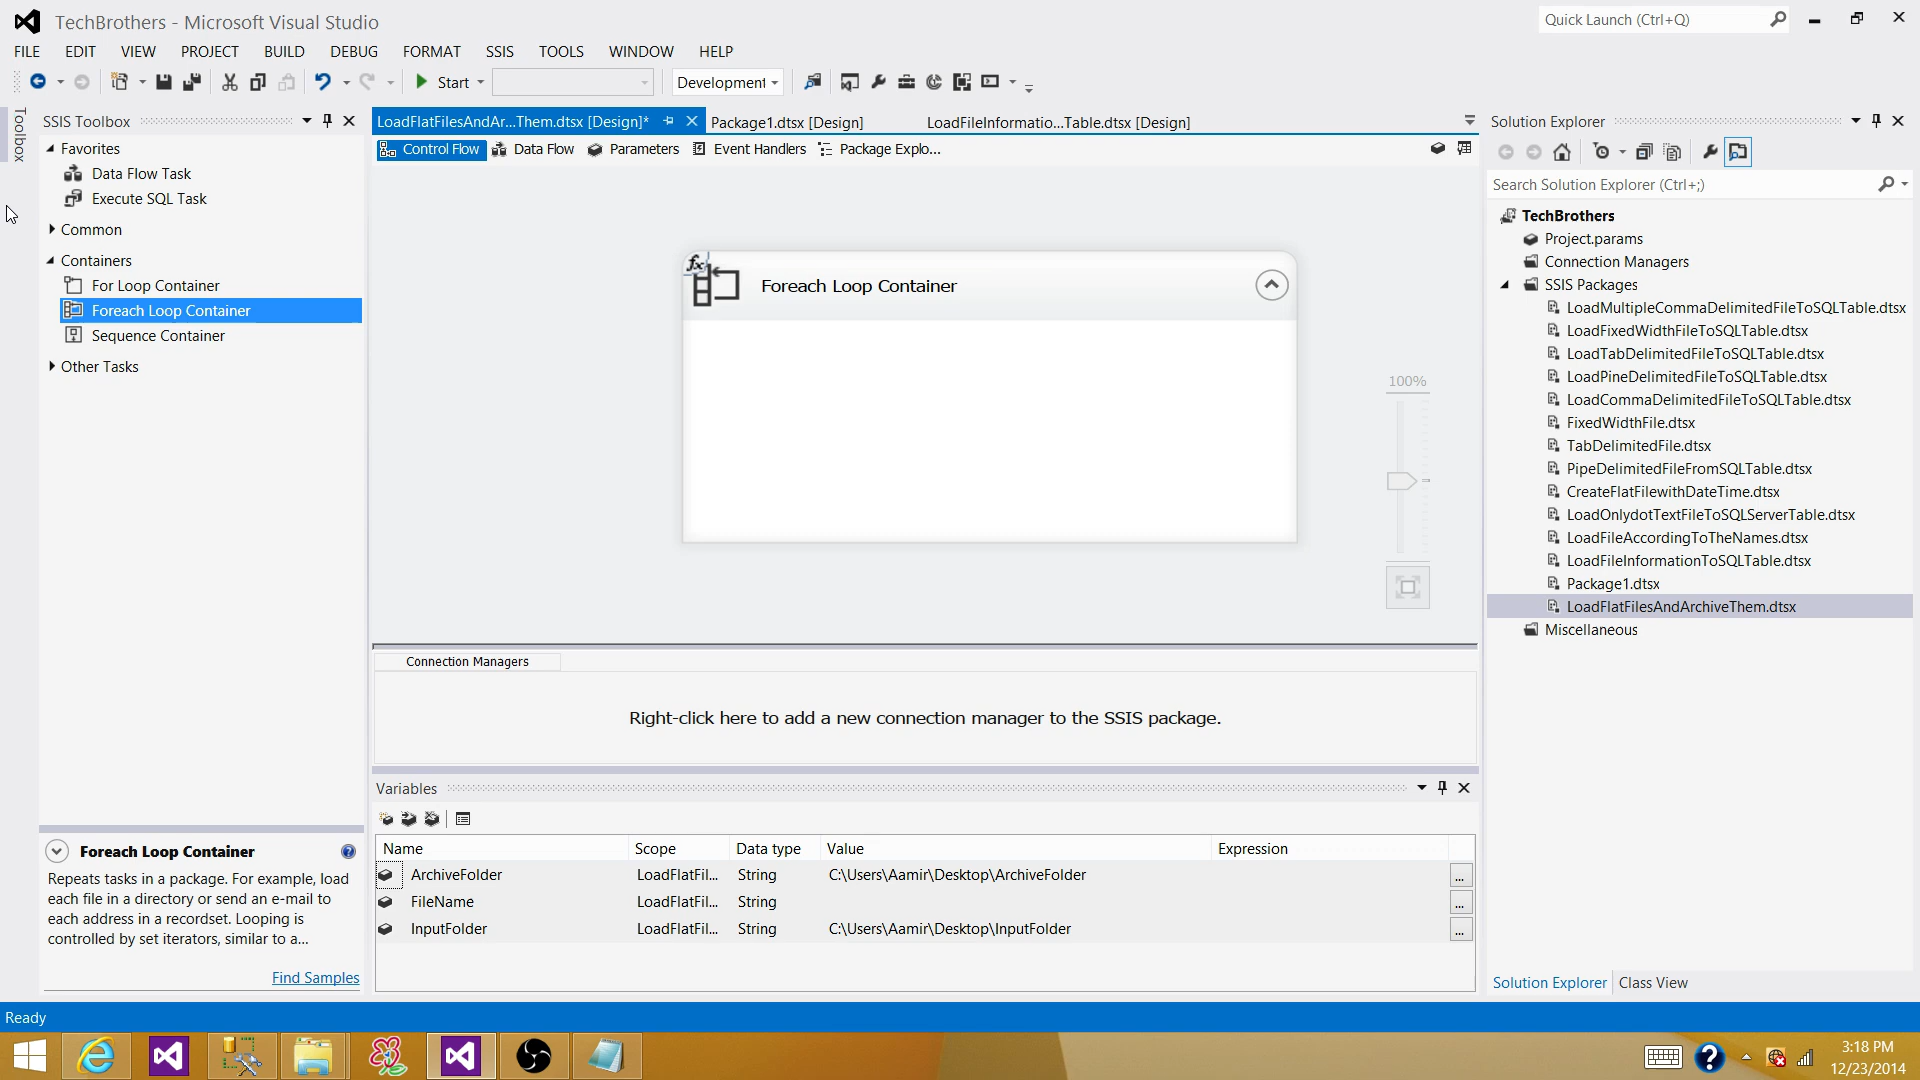 TechBrothers - Microsoft Visual Studio
Quick Launch (Ctrl+Q)
FILE EDIT VIEW PROJECT BUILD DEBUG FORMAT SSIS TOOLS WINDOW HELP
Start
Development
Toolbox
SSIS Toolbox
Favorites
Data Flow Task
Execute SQL Task
Common
Containers
For Loop Container
Foreach Loop Container
Sequence Container
Other Tasks
Foreach Loop Container
Repeats tasks in a package. For example, load
each file in a directory or send an e-mail to
each address in a recordset. Looping is
controlled by set iterators, similar to a...
Find Samples
LoadFlatFilesAndAr...Them.dtsx [Design]*
Package1.dtsx [Design]
LoadFileInformatio...Table.dtsx [Design]
Control Flow
Data Flow
Parameters
Event Handlers
Package Explo...
fx
Foreach Loop Container
100%
Connection Managers
Right-click here to add a new connection manager to the SSIS package.
Variables
Name Scope Data type Value Expression
ArchiveFolder LoadFlatFil... String C:\Users\Aamir\Desktop\ArchiveFolder ...
FileName LoadFlatFil... String ...
InputFolder LoadFlatFil... String C:\Users\Aamir\Desktop\InputFolder ...
Solution Explorer
Search Solution Explorer (Ctrl+;)
TechBrothers
Project.params
Connection Managers
SSIS Packages
LoadMultipleCommaDelimitedFileToSQLTable.dtsx
LoadFixedWidthFileToSQLTable.dtsx
LoadTabDelimitedFileToSQLTable.dtsx
LoadPineDelimitedFileToSQLTable.dtsx
LoadCommaDelimitedFileToSQLTable.dtsx
FixedWidthFile.dtsx
TabDelimitedFile.dtsx
PipeDelimitedFileFromSQLTable.dtsx
CreateFlatFilewithDateTime.dtsx
LoadOnlydotTextFileToSQLServerTable.dtsx
LoadFileAccordingToTheNames.dtsx
LoadFileInformationToSQLTable.dtsx
Package1.dtsx
LoadFlatFilesAndArchiveThem.dtsx
Miscellaneous
Solution Explorer
Class View
Ready
3:18 PM
12/23/2014